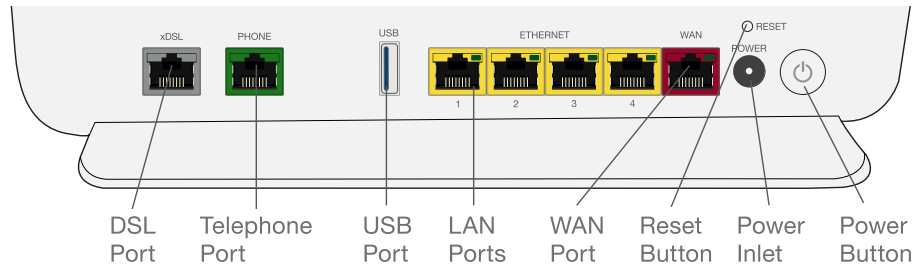 xDSL
PHONE
USB
ETHERNET
WAN
RESET
POWER
1 2 3 4
DSL Port
Telephone Port
USB Port
LAN Ports
WAN Port
Reset Button
Power Inlet
Power Button